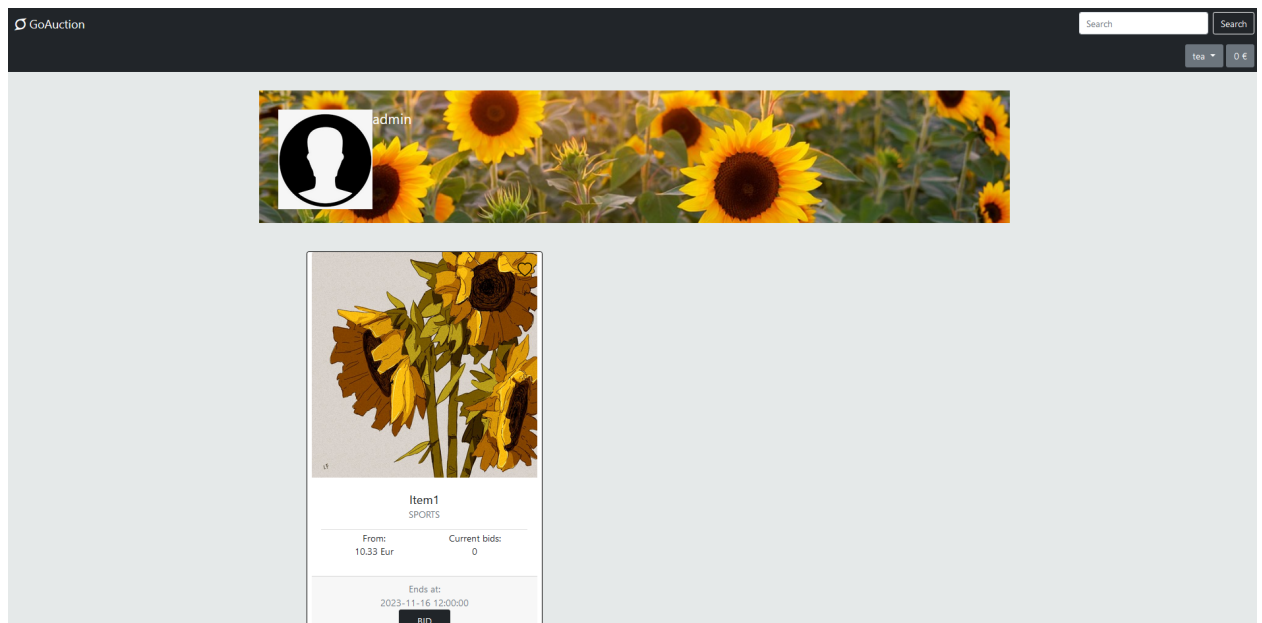 GoAuction
Search
Search
tea
0 €
admin
Item1
SPORTS
From:
10.33 Eur
Current bids:
0
Ends at:
2023-11-16 12:00:00
BID